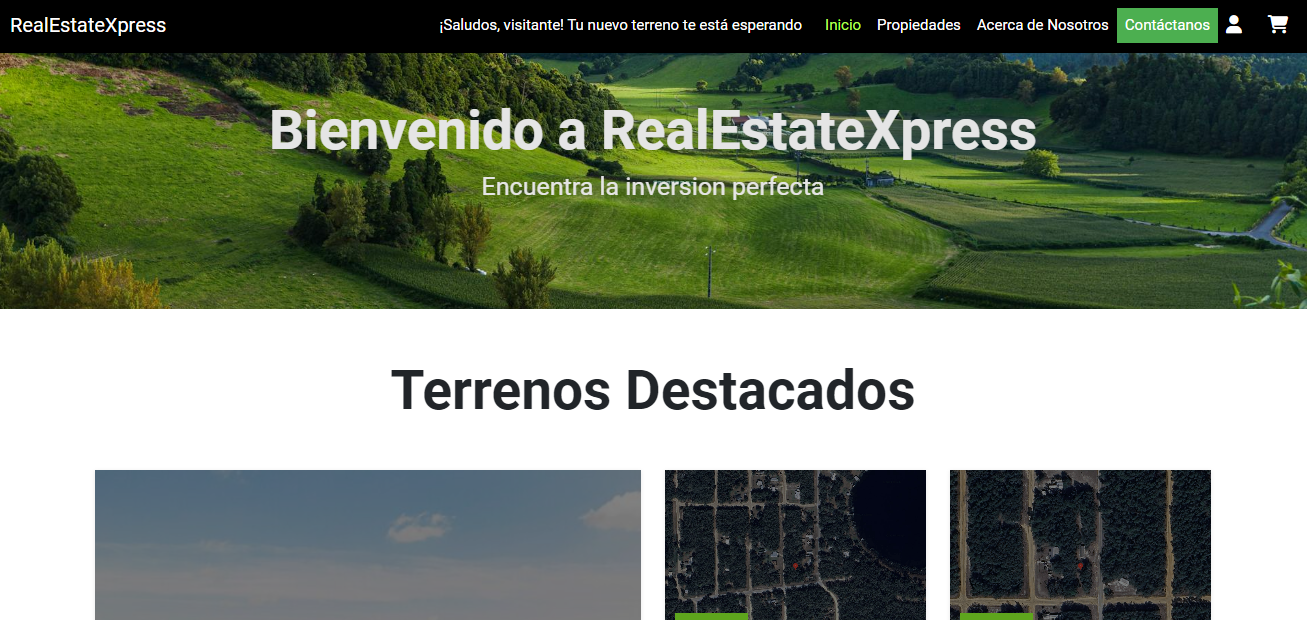 RealEstateXpress
¡Saludos, visitante! Tu nuevo terreno te está esperando
Inicio
Propiedades
Acerca de Nosotros
Contáctanos
Bienvenido a RealEstateXpress
Encuentra la inversion perfecta
Terrenos Destacados